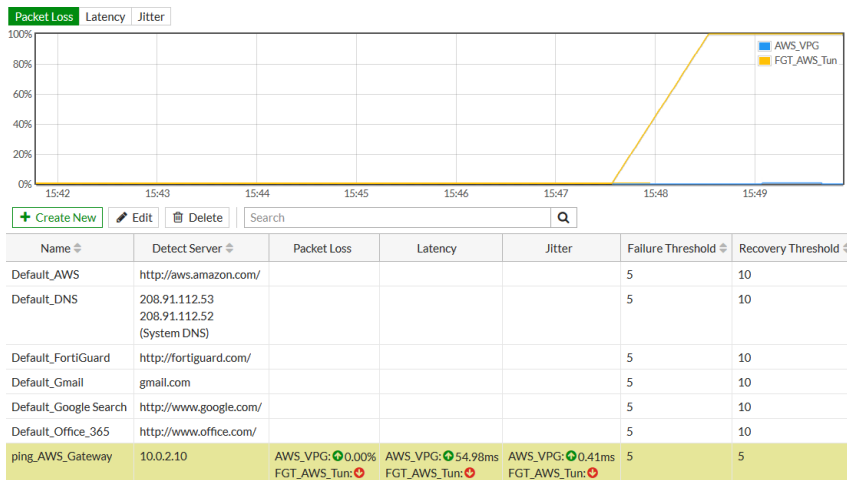 Packet Loss Latency Jitter
100%
80%
60%
40%
20%
0%
AWS_VPG
FGT_AWS_Tun
15:42 15:43 15:44 15:45 15:46 15:47 15:48 15:49
+ Create New Edit Delete Search
Name Detect Server Packet Loss Latency Jitter Failure Threshold Recovery Threshold
Default_AWS http://aws.amazon.com/ 5 10
Default_DNS 208.91.112.53 5 10
208.91.112.52
(System DNS)
Default_FortiGuard http://fortiguard.com/ 5 10
Default_Gmail gmail.com 5 10
Default_Google Search http://www.google.com/ 5 10
Default_Office_365 http://www.office.com/ 5 10
ping_AWS_Gateway 10.0.2.10 AWS_VPG: 0.00% AWS_VPG: 54.98ms AWS_VPG: 0.41ms 5 5
FGT_AWS_Tun: FGT_AWS_Tun: FGT_AWS_Tun: